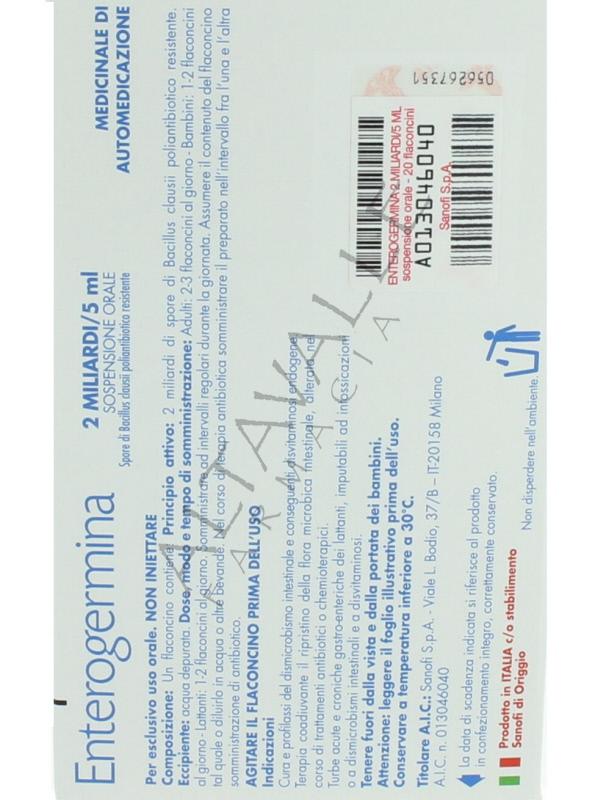 Enterogermina
2 MILIARDI/5 ml
SOSPENSIONE ORALE
Spore di Bacillus clausii poliantibiotico resistente
MEDICINALE DI
AUTOMEDICAZIONE
Per esclusivo uso orale. NON INIETTARE
Composizione: Un flaconcino contiene: Principio attivo: 2 miliardi di spore di Bacillus clausii poliantibiotico resistente.
Eccipiente: acqua depurata. Dose, modo e tempo di somministrazione: Adulti: 2-3 flaconcini al giorno - Bambini: 1-2 flaconcini
al giorno - Lattanti: 1-2 flaconcini al giorno. Somministrare ad intervalli regolari durante la giornata. Assumere il contenuto del flaconcino
tal quale o diluirlo in acqua o altre bevande. Nel corso di terapia antibiotica somministrare il preparato nell'intervallo fra l'una e l'altra
somministrazione di antibiotico.
AGITARE IL FLACONCINO PRIMA DELL'USO
Indicazioni
Cura e profilassi del dismicrobismo intestinale e conseguenti disvitaminosi endogene.
Terapia coadiuvante il ripristino della flora microbica intestinale, alterata nel
corso di trattamenti antibiotici o chemioterapici.
Turbe acute e croniche gastro-enteriche dei lattanti, imputabili ad intossicazioni
o a dismicrobismi intestinali e a disvitaminosi.
Tenere fuori dalla vista e dalla portata dei bambini.
Attenzione: leggere il foglio illustrativo prima dell'uso.
Conservare a temperatura inferiore a 30°C.
Titolare A.I.C.: Sanofi S.p.A. - Viale L. Bodio, 37/B – IT-20158 Milano
A.I.C. n. 013046040
La data di scadenza indicata si riferisce al prodotto
in confezionamento integro, correttamente conservato.
Prodotto in ITALIA c/o stabilimento
Sanofi di Origgio
Non disperdere nell'ambiente.
ENTEROGERMINA 2 MILIARDI/5 ML
sospensione orale - 20 flaconcini
A013046040
Sanofi S.p.A.
056267351
ALTAVALLE
FARMACIA